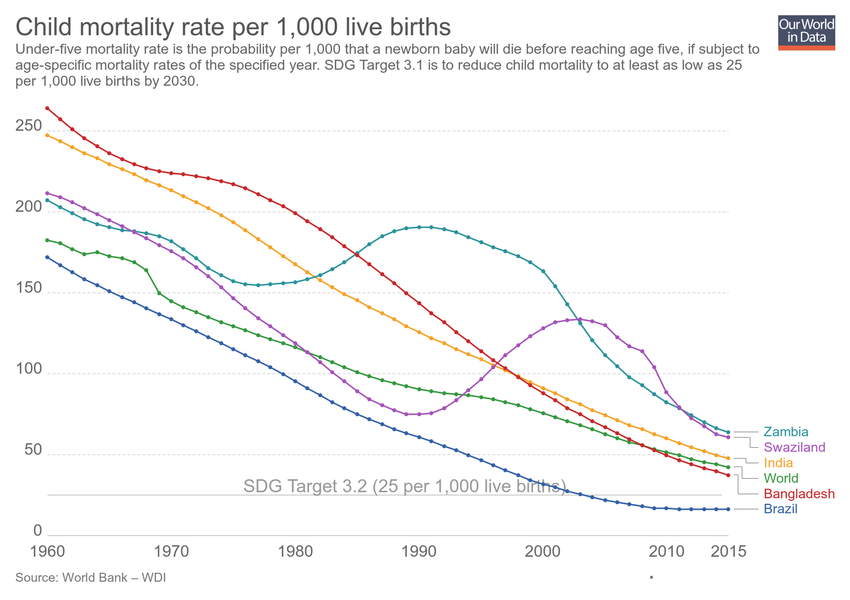 Child mortality rate per 1,000 live births
Our World
in Data
Under-five mortality rate is the probability per 1,000 that a newborn baby will die before reaching age five, if subject to
age-specific mortality rates of the specified year. SDG Target 3.1 is to reduce child mortality to at least as low as 25
per 1,000 live births by 2030.
250
200
150
100
50
0
SDG Target 3.2 (25 per 1,000 live births)
Zambia
Swaziland
India
World
Bangladesh
Brazil
1960 1970 1980 1990 2000 2010 2015
Source: World Bank – WDI